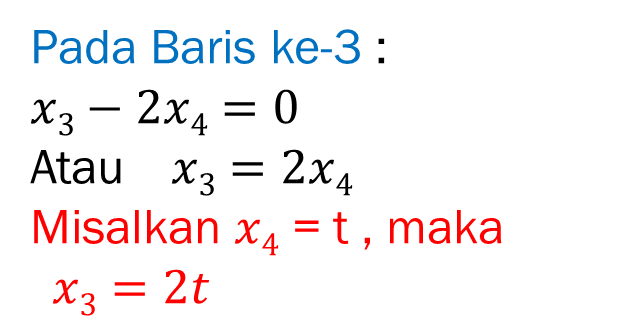 Pada Baris ke-3 :
x₃ − 2x₄ = 0
Atau x₃ = 2x₄
Misalkan x₄ = t , maka
x₃ = 2t